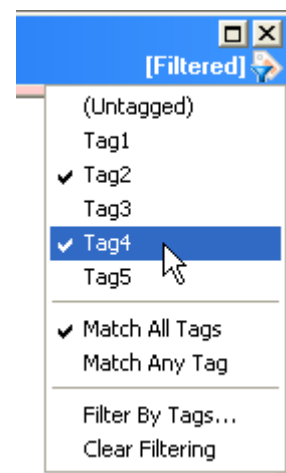 [Filtered]
(Untagged)
Tag1
Tag2
Tag3
Tag4
Tag5
Match All Tags
Match Any Tag
Filter By Tags...
Clear Filtering